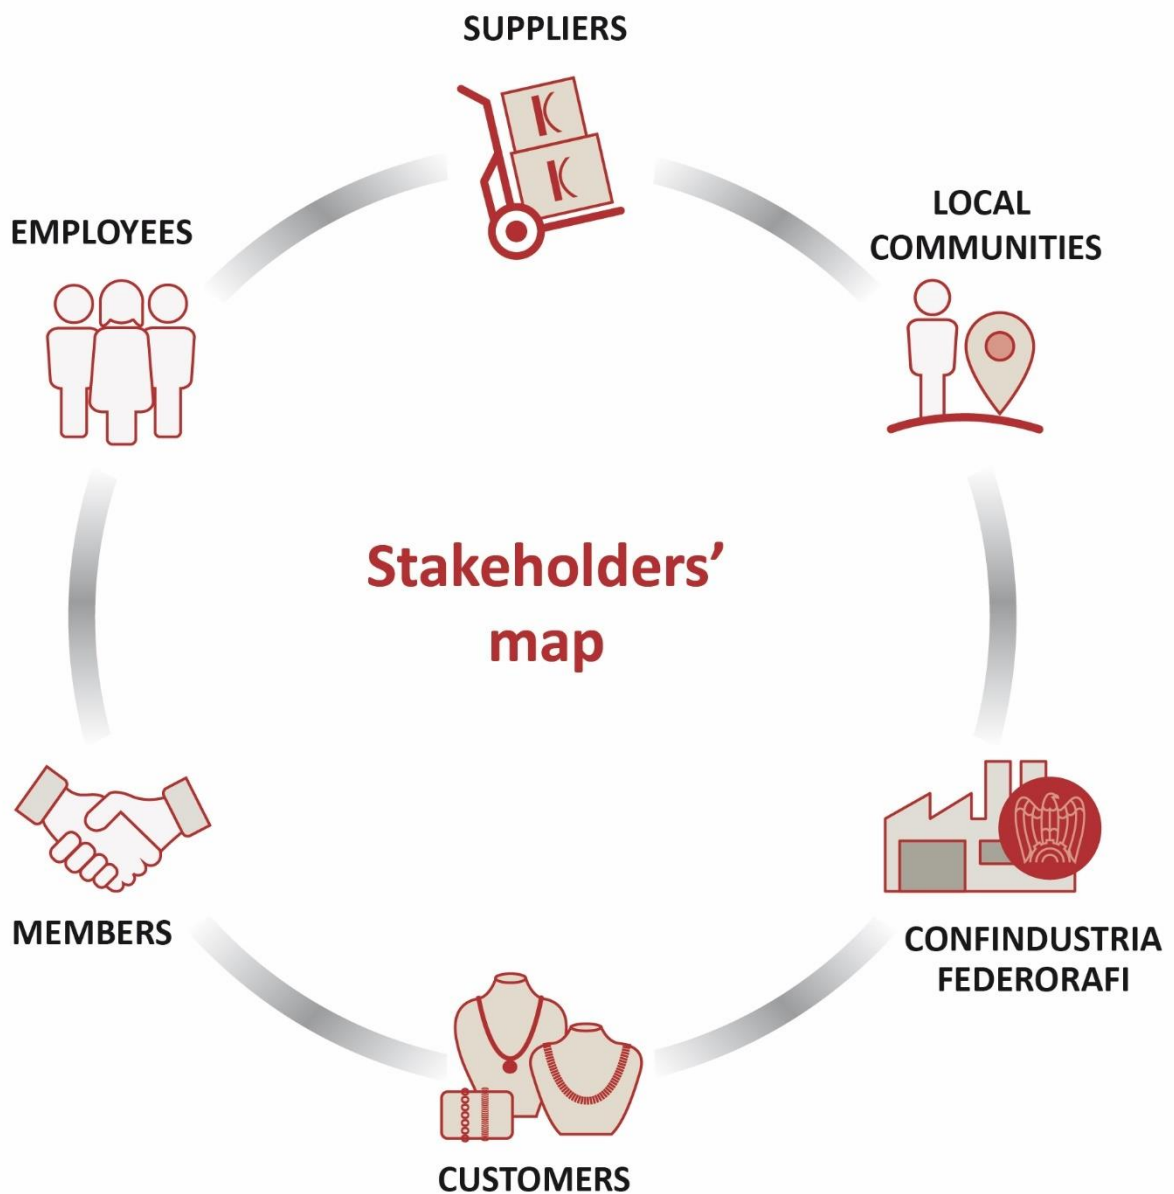 SUPPLIERS
EMPLOYEES
LOCAL
COMMUNITIES
Stakeholders’
map
MEMBERS
CONFINDUSTRIA
FEDERORAFI
CUSTOMERS